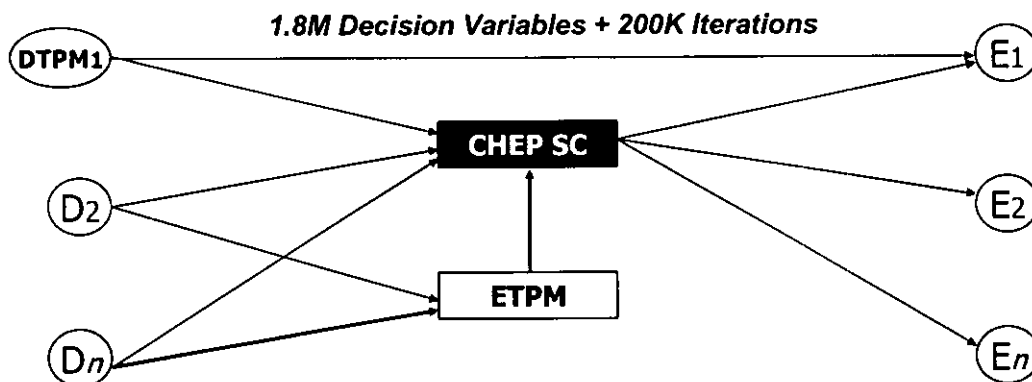 1.8M Decision Variables + 200K Iterations
DTPM1
E1
CHEP SC
D2
E2
ETPM
Dn
En